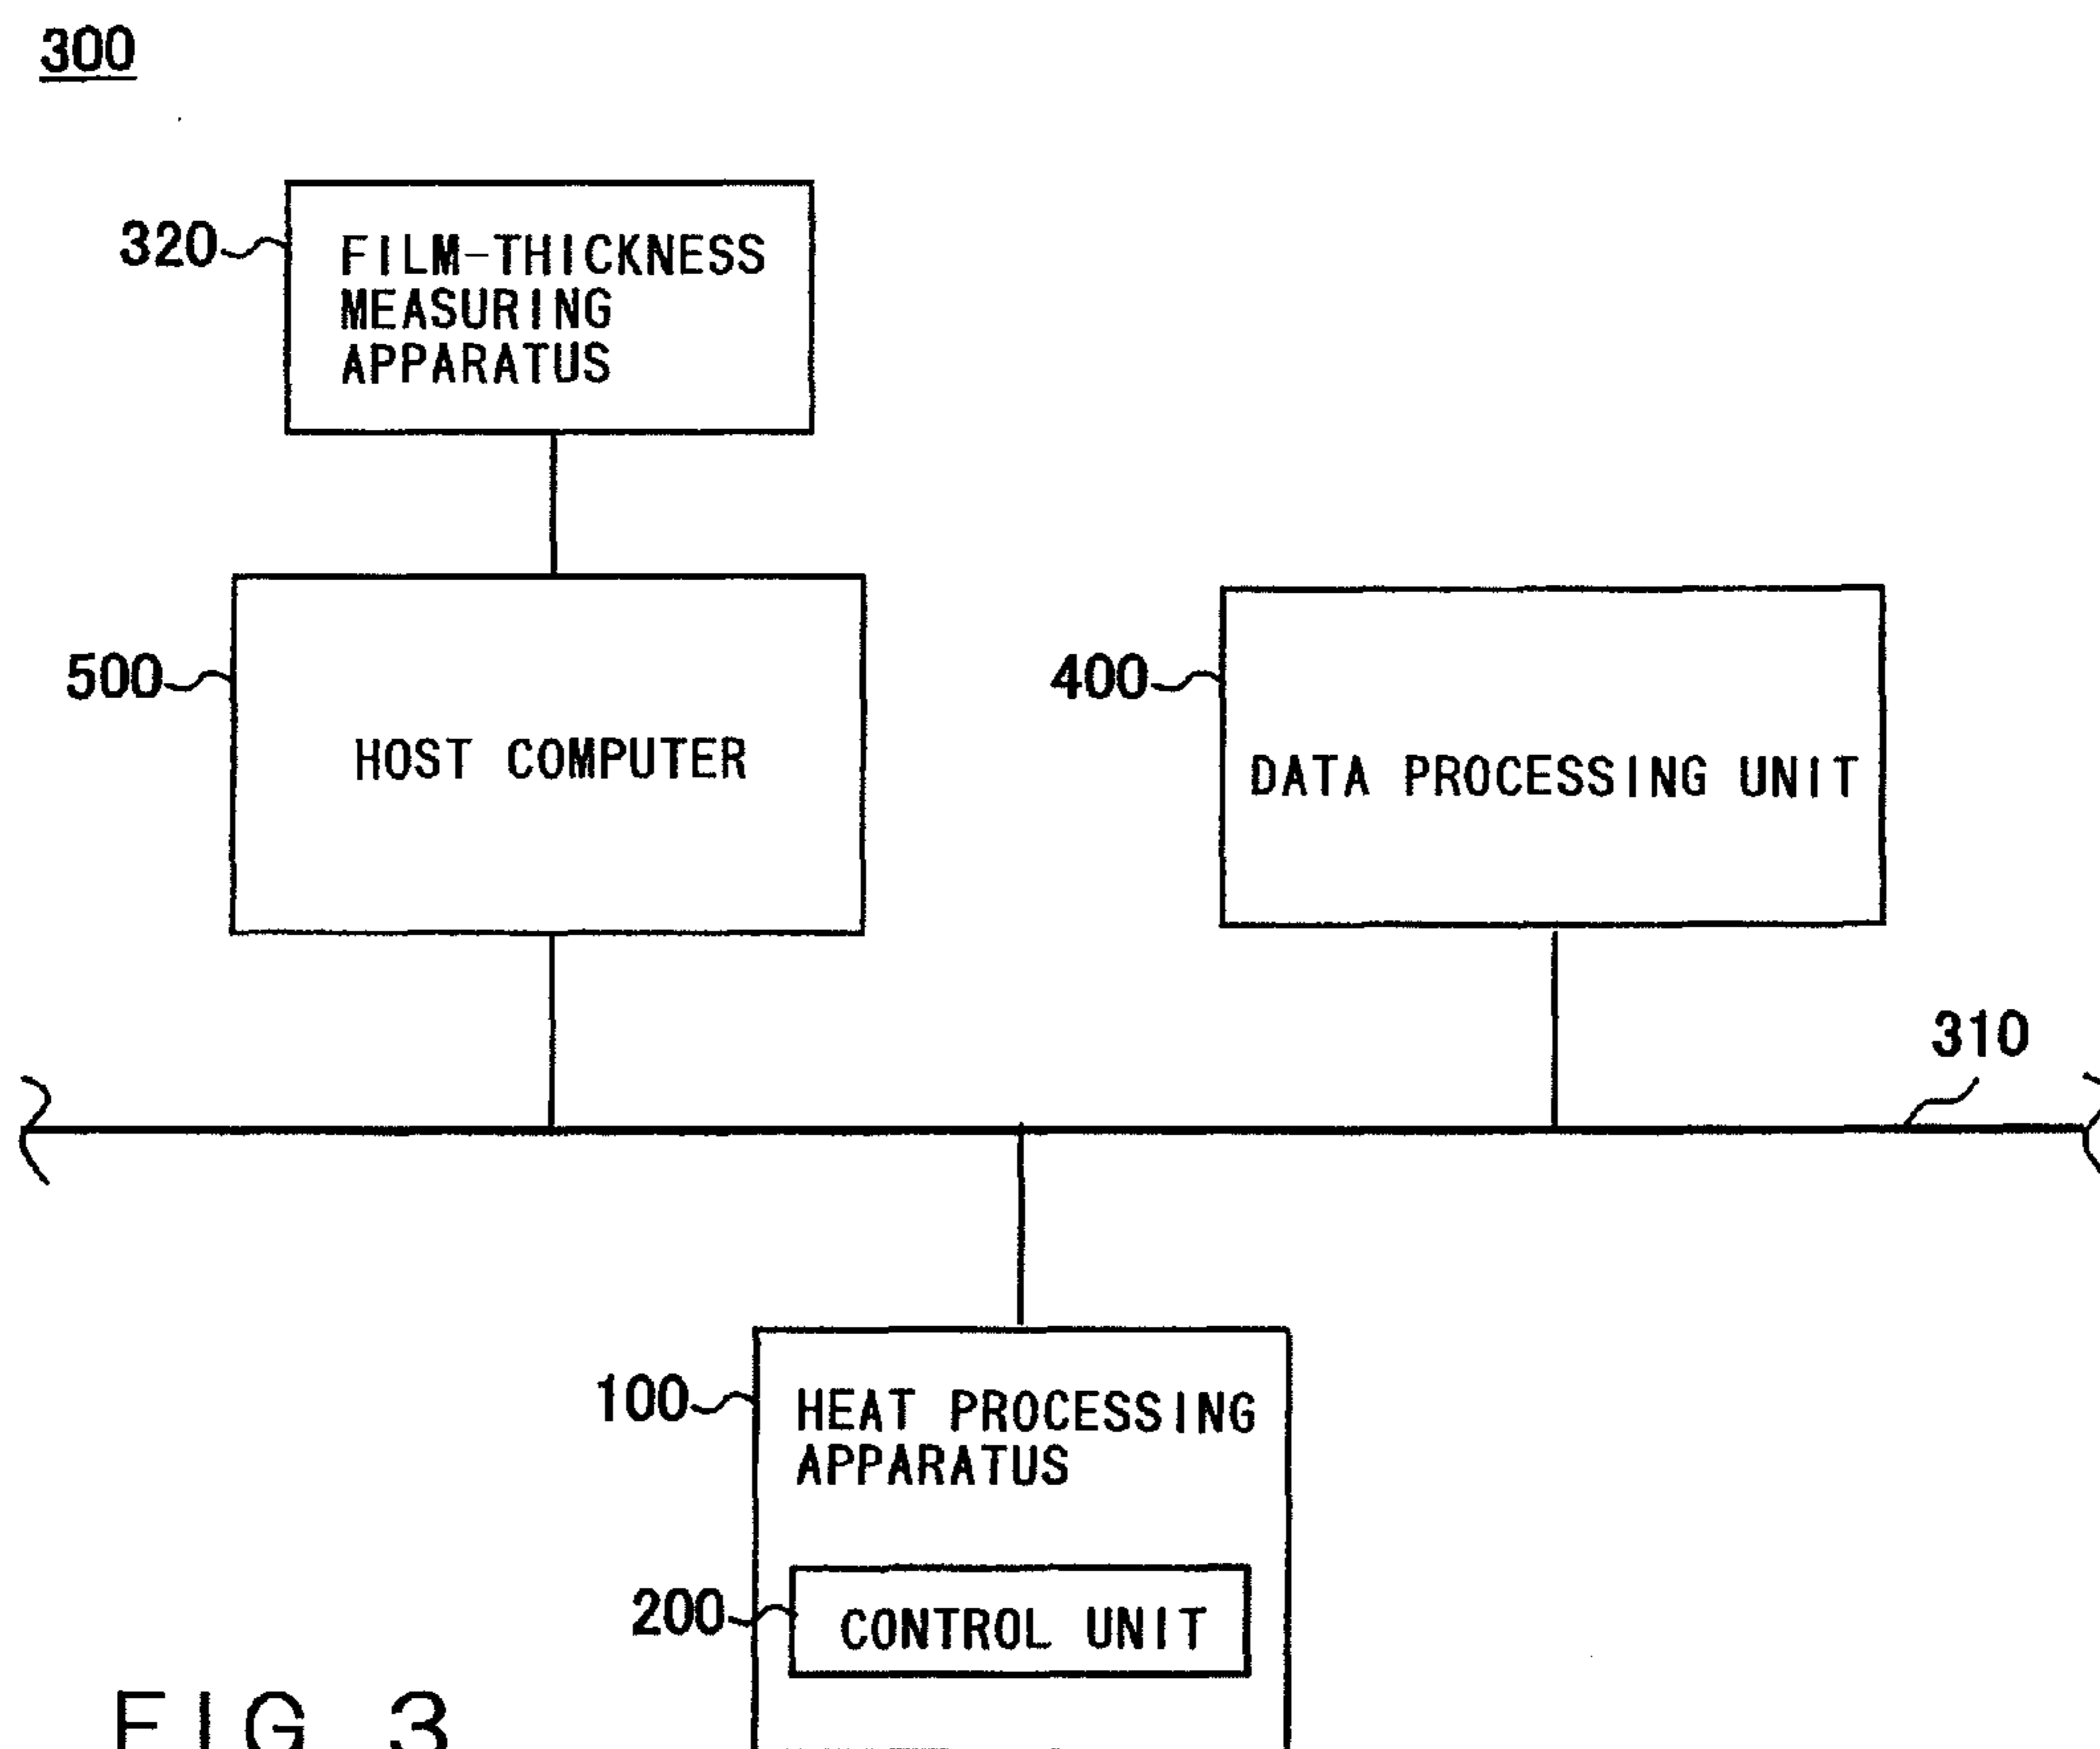 300
320
FILM-THICKNESS
MEASURING
APPARATUS
500
HOST COMPUTER
400
DATA PROCESSING UNIT
310
100
HEAT PROCESSING
APPARATUS
200
CONTROL UNIT
FIG 3